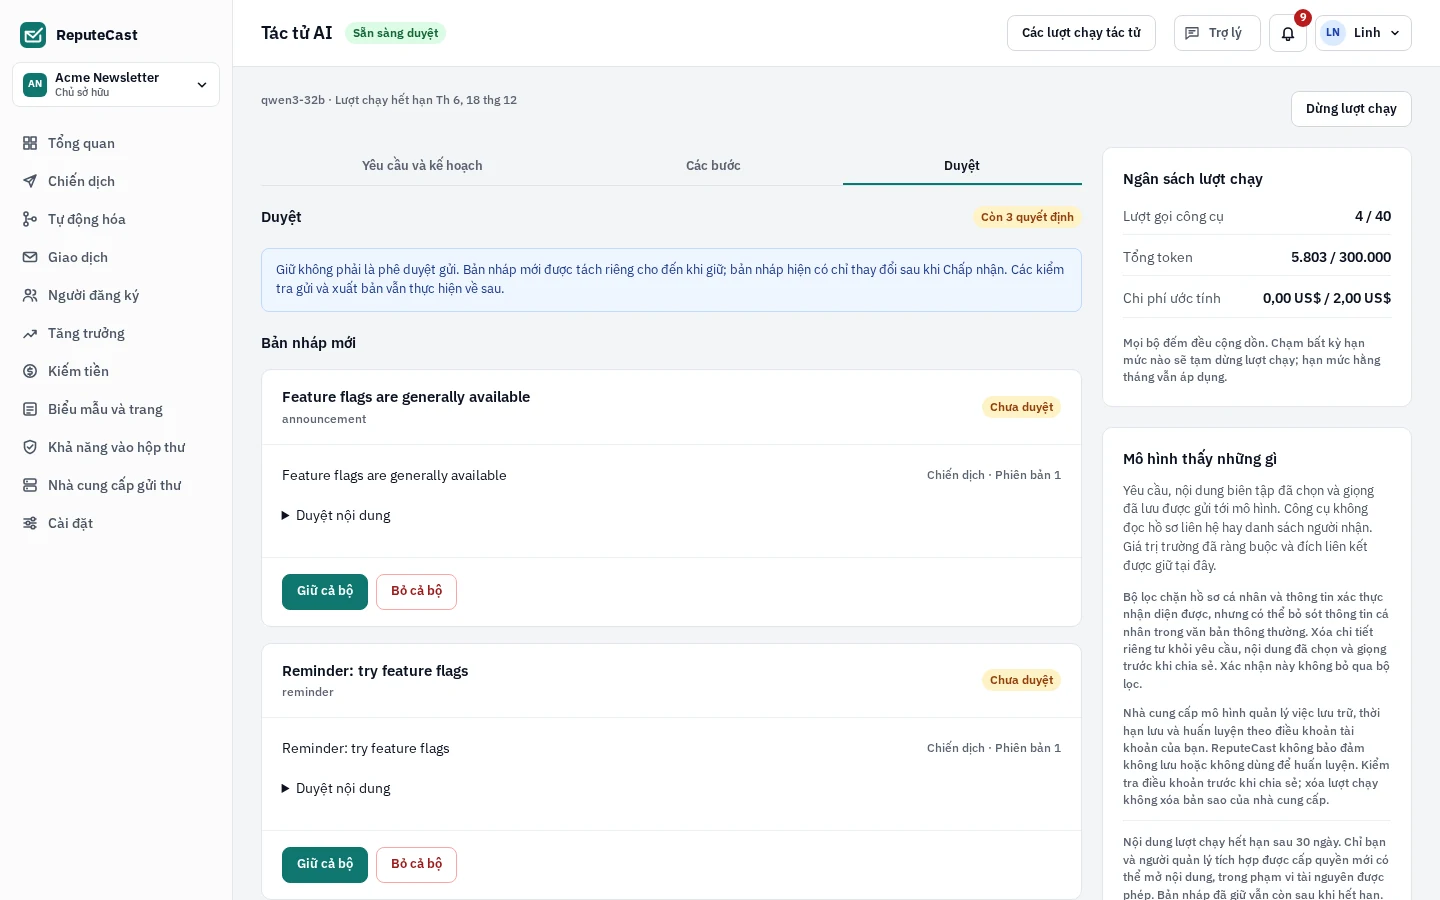 ReputeCast
AN
Acme Newsletter
Chủ sở hữu
Tổng quan
Chiến dịch
Tự động hóa
Giao dịch
Người đăng ký
Tăng trưởng
Kiếm tiền
Biểu mẫu và trang
Khả năng vào hộp thư
Nhà cung cấp gửi thư
Cài đặt
Tác tử AI
Sẵn sàng duyệt
Các lượt chạy tác tử
Trợ lý
9
LN
Linh
qwen3-32b · Lượt chạy hết hạn Th 6, 18 thg 12
Dừng lượt chạy
Yêu cầu và kế hoạch
Các bước
Duyệt
Duyệt
Còn 3 quyết định
Giữ không phải là phê duyệt gửi. Bản nháp mới được tách riêng cho đến khi giữ; bản nháp hiện có chỉ thay đổi sau khi Chấp nhận. Các kiểm
tra gửi và xuất bản vẫn thực hiện về sau.
Bản nháp mới
Feature flags are generally available
announcement
Chưa duyệt
Feature flags are generally available
Chiến dịch · Phiên bản 1
Duyệt nội dung
Giữ cả bộ
Bỏ cả bộ
Reminder: try feature flags
reminder
Chưa duyệt
Reminder: try feature flags
Chiến dịch · Phiên bản 1
Duyệt nội dung
Giữ cả bộ
Bỏ cả bộ
Ngân sách lượt chạy
Lượt gọi công cụ
4 / 40
Tổng token
5.803 / 300.000
Chi phí ước tính
0,00 US$ / 2,00 US$
Mọi bộ đếm đều cộng dồn. Chạm bất kỳ hạn
mức nào sẽ tạm dừng lượt chạy; hạn mức hằng
tháng vẫn áp dụng.
Mô hình thấy những gì
Yêu cầu, nội dung biên tập đã chọn và giọng
đã lưu được gửi tới mô hình. Công cụ không
đọc hồ sơ liên hệ hay danh sách người nhận.
Giá trị trường đã ràng buộc và đích liên kết
được giữ tại đây.
Bộ lọc chặn hồ sơ cá nhân và thông tin xác thực
nhận diện được, nhưng có thể bỏ sót thông tin cá
nhân trong văn bản thông thường. Xóa chi tiết
riêng tư khỏi yêu cầu, nội dung đã chọn và giọng
trước khi chia sẻ. Xác nhận này không bỏ qua bộ
lọc.
Nhà cung cấp mô hình quản lý việc lưu trữ, thời
hạn lưu và huấn luyện theo điều khoản tài
khoản của bạn. ReputeCast không bảo đảm
không lưu hoặc không dùng để huấn luyện. Kiểm
tra điều khoản trước khi chia sẻ; xóa lượt chạy
không xóa bản sao của nhà cung cấp.
Nội dung lượt chạy hết hạn sau 30 ngày. Chỉ bạn
và người quản lý tích hợp được cấp quyền mới có
thể mở nội dung, trong phạm vi tài nguyên được
phép. Bản nháp đã giữ vẫn còn sau khi hết hạn.